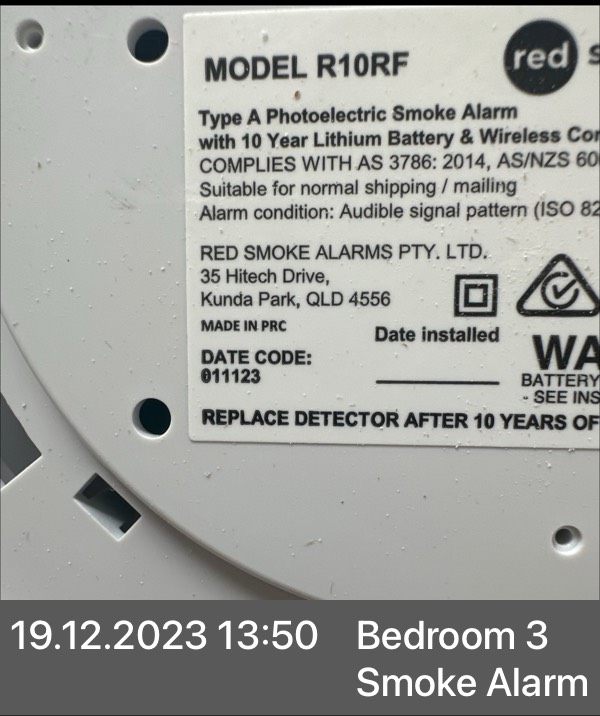 MODEL R10RF
red
Type A Photoelectric Smoke Alarm
with 10 Year Lithium Battery & Wireless
COMPLIES WITH AS 3786: 2014, AS/NZS
Suitable for normal shipping / mailing
Alarm condition: Audible signal pattern (ISO
RED SMOKE ALARMS PTY. LTD.
35 Hitech Drive,
Kunda Park, QLD 4556
MADE IN PRC
Date installed
DATE CODE:
011123
BATTERY
- SEE
REPLACE DETECTOR AFTER 10 YEARS OF
19.12.2023 13:50
Bedroom 3
Smoke Alarm